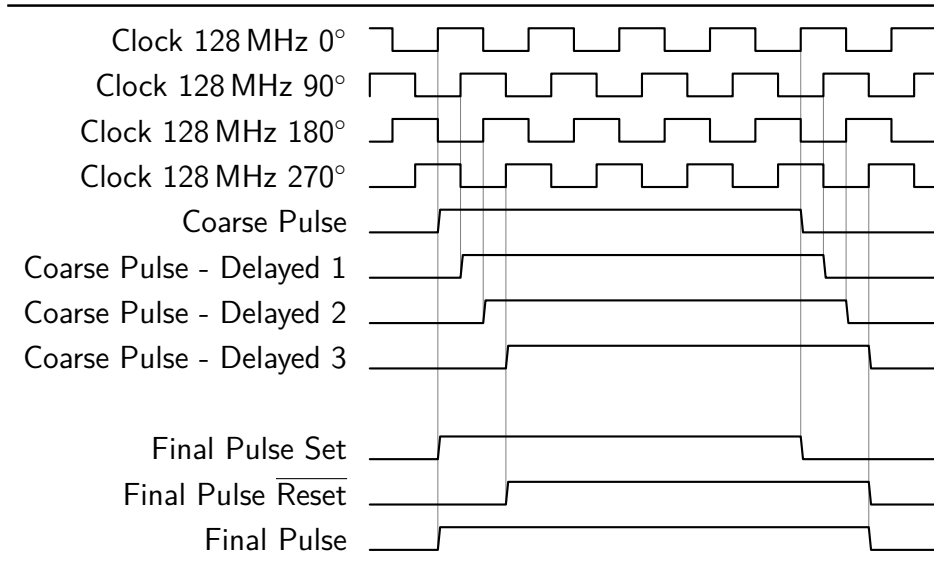 Clock 128 MHz 0°
Clock 128 MHz 90°
Clock 128 MHz 180°
Clock 128 MHz 270°
Coarse Pulse
Coarse Pulse - Delayed 1
Coarse Pulse - Delayed 2
Coarse Pulse - Delayed 3
Final Pulse Set
Final Pulse Reset
Final Pulse